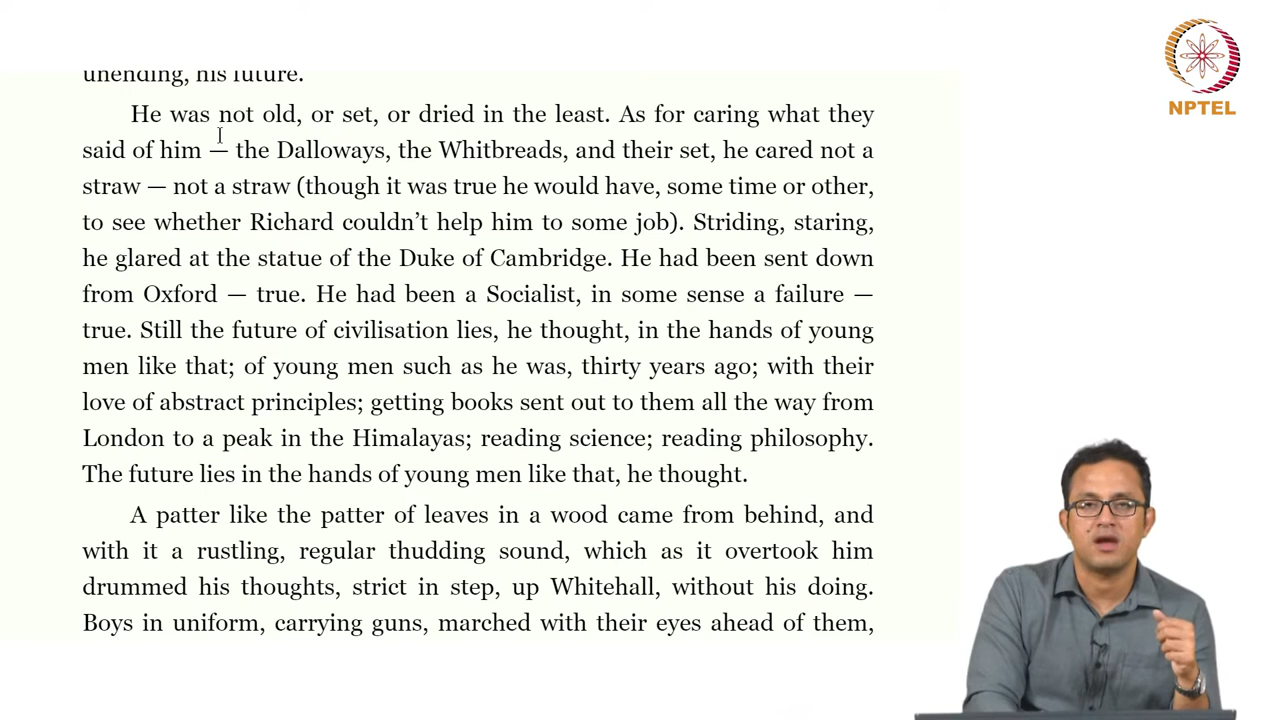 NPTEL
unending, his future.
He was not old, or set, or dried in the least. As for caring what they
said of him — the Dalloways, the Whitbreads, and their set, he cared not a
straw — not a straw (though it was true he would have, some time or other,
to see whether Richard couldn’t help him to some job). Striding, staring,
he glared at the statue of the Duke of Cambridge. He had been sent down
from Oxford — true. He had been a Socialist, in some sense a failure —
true. Still the future of civilisation lies, he thought, in the hands of young
men like that; of young men such as he was, thirty years ago; with their
love of abstract principles; getting books sent out to them all the way from
London to a peak in the Himalayas; reading science; reading philosophy.
The future lies in the hands of young men like that, he thought.
A patter like the patter of leaves in a wood came from behind, and
with it a rustling, regular thudding sound, which as it overtook him
drummed his thoughts, strict in step, up Whitehall, without his doing.
Boys in uniform, carrying guns, marched with their eyes ahead of them,